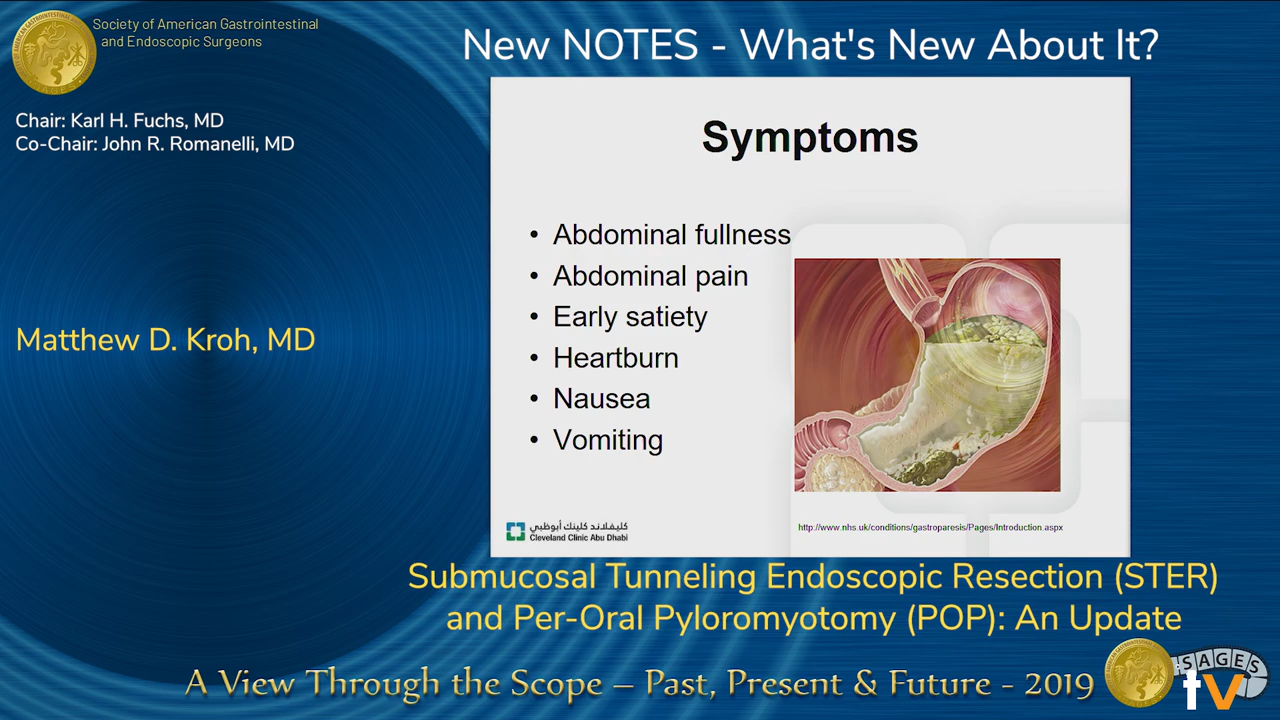 Society of American Gastrointestinal
and Endoscopic Surgeons
New NOTES - What's New About It?
Chair: Karl H. Fuchs, MD
Co-Chair: John R. Romanelli, MD
Matthew D. Kroh, MD
Symptoms
• Abdominal fullness
• Abdominal pain
• Early satiety
• Heartburn
• Nausea
• Vomiting
كليفلاند كلينك أبوظبي
Cleveland Clinic Abu Dhabi
http://www.nhs.uk/conditions/gastroparesis/Pages/Introduction.aspx
Submucosal Tunneling Endoscopic Resection (STER)
and Per-Oral Pyloromyotomy (POP): An Update
A View Through the Scope – Past, Present & Future - 2019
SAGES
tv